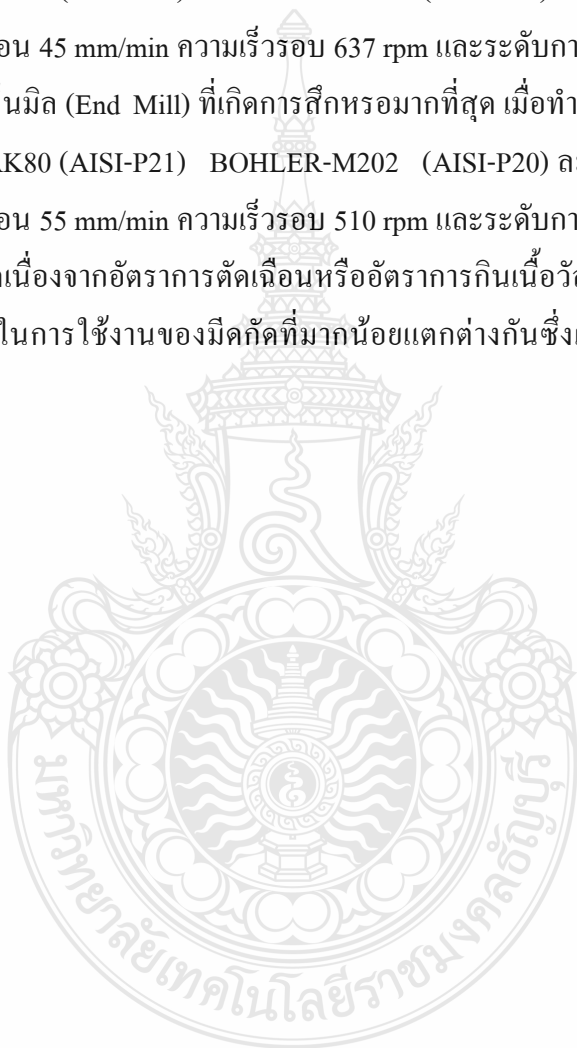 อน 45 mm/min ความเร็วรอบ 637 rpm และระดับกา
นมิล (End Mill) ที่เกิดการสึกหรอมากที่สุด เมื่อทำ
AK80 (AISI-P21) BOHLER-M202 (AISI-P20) ละ
อน 55 mm/min ความเร็วรอบ 510 rpm และระดับกา
เนื่องจากอัตราการตัดเฉือนหรืออัตราการกินเนื้อวัส
ในการใช้งานของมีดกัดที่มากน้อยแตกต่างกันซึ่งเ
มหาวิทยาลัยเทคโนโลยีราชมงคลธัญบุรี